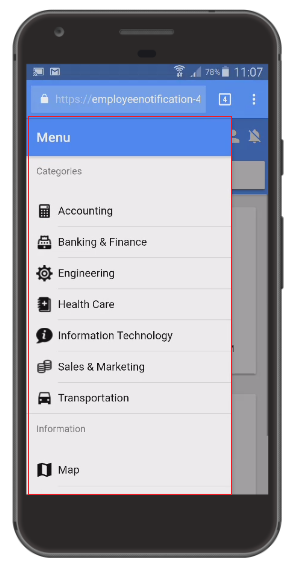 78% 11:07
https://employeenotification-4
4
Menu
Categories
Accounting
Banking & Finance
Engineering
Health Care
Information Technology
Sales & Marketing
Transportation
Information
Map